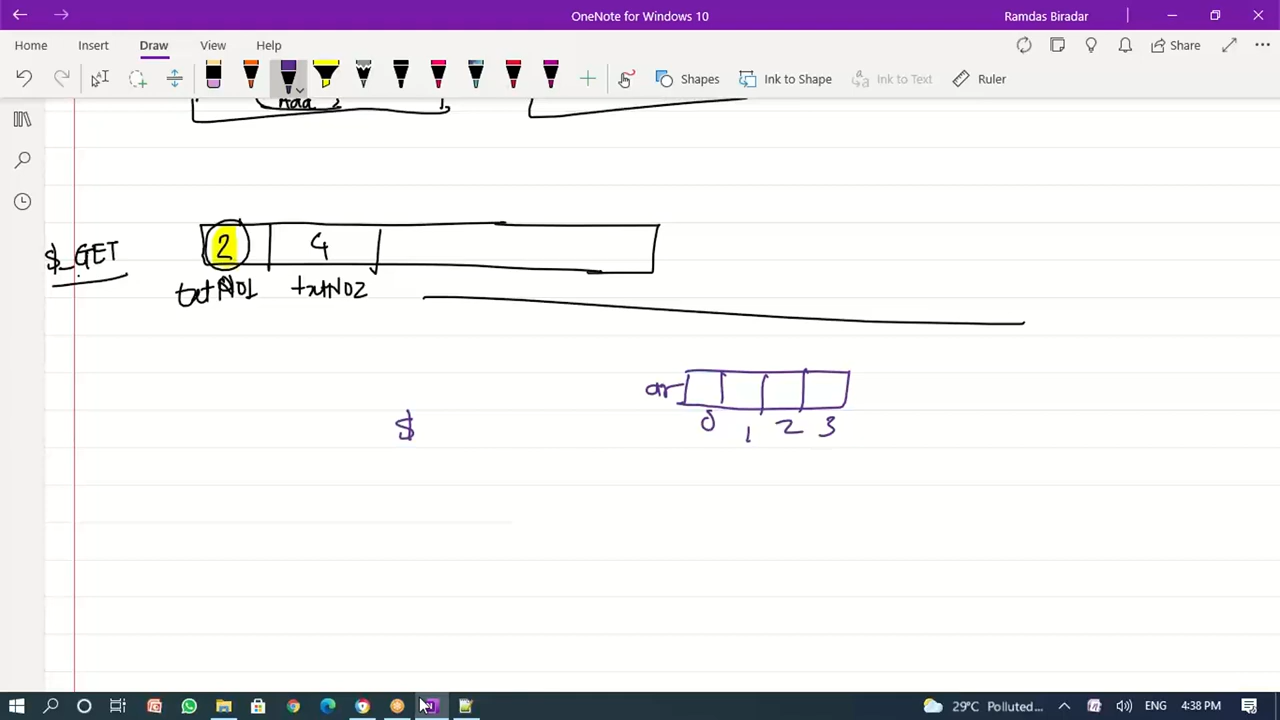 OneNote for Windows 10
Ramdas Biradar
Home Insert Draw View Help
Share
Shapes Ink to Shape Ink to Text Ruler
Add
$_GET 2 4
txtNO1 txtNO2
ar
0 1 2 3
$
29°C Polluted... ENG 4:38 PM